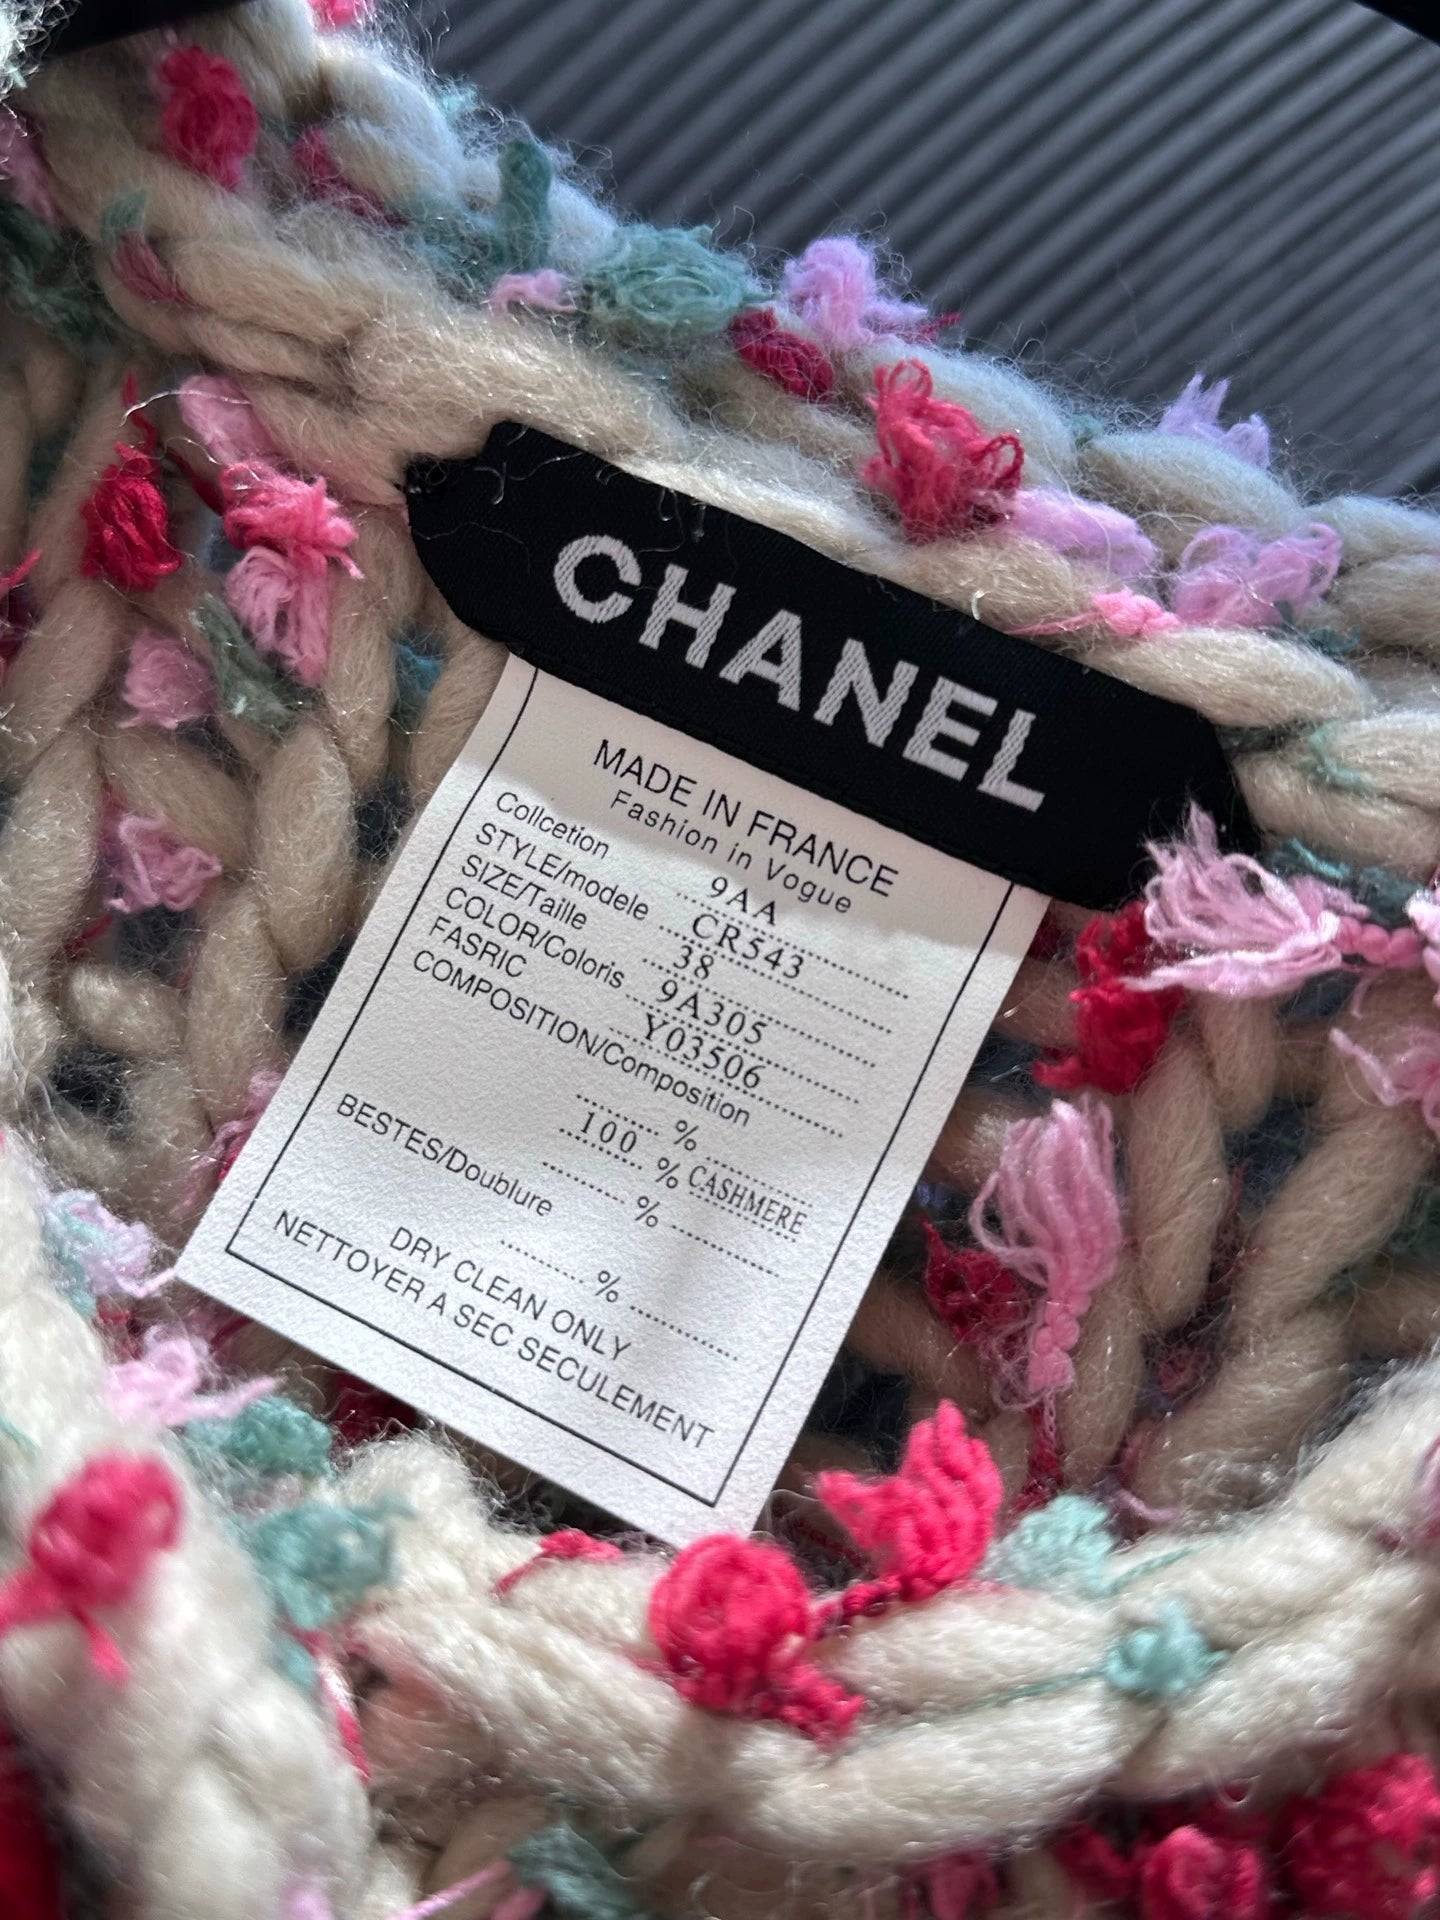 CHANEL
MADE IN FRANCE
Fashion in Vogue
Collcetion 9AA
STYLE/modele CR543
SIZE/Taille 38
COLOR/Coloris 9A305
FASRIC Y03506
COMPOSITION/Composition
%
100 % CASHMERE
%
BESTES/Doublure
%
DRY CLEAN ONLY
NETTOYER A SEC SECULEMENT